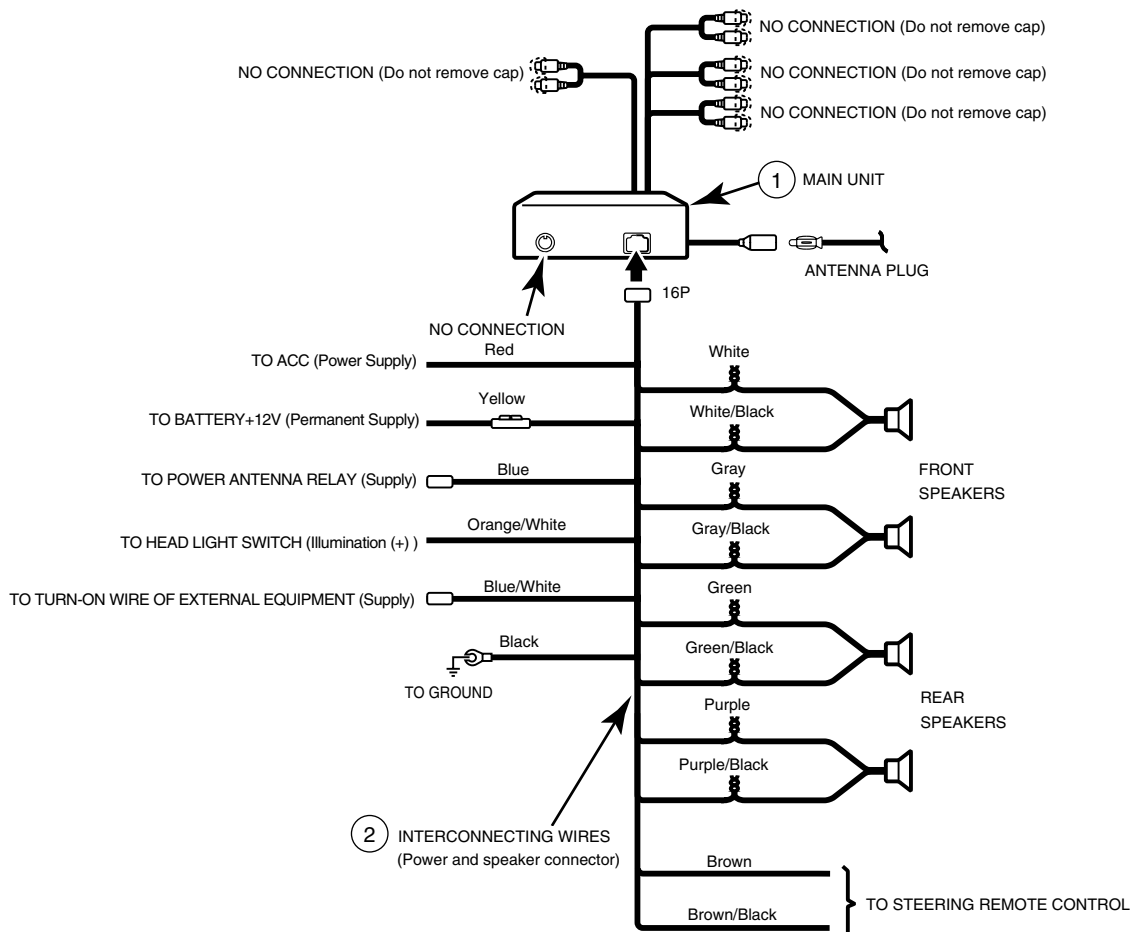 NO CONNECTION (Do not remove cap)
NO CONNECTION (Do not remove cap)
NO CONNECTION (Do not remove cap)
NO CONNECTION (Do not remove cap)
1 MAIN UNIT
ANTENNA PLUG
16P
NO CONNECTION
Red
TO ACC (Power Supply)
Yellow
TO BATTERY+12V (Permanent Supply)
Blue
TO POWER ANTENNA RELAY (Supply)
Orange/White
TO HEAD LIGHT SWITCH (Illumination (+) )
Blue/White
TO TURN-ON WIRE OF EXTERNAL EQUIPMENT (Supply)
Black
TO GROUND
White
White/Black
Gray
FRONT
SPEAKERS
Gray/Black
Green
Green/Black
Purple
REAR
SPEAKERS
Purple/Black
2 INTERCONNECTING WIRES
(Power and speaker connector)
Brown
Brown/Black
TO STEERING REMOTE CONTROL